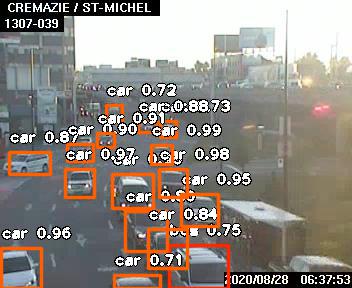 CREMAZIE / ST-MICHEL
1307-039
car 0.72
car 0.88
73
car 0.91
car 0.87
car 0.90
car 0.99
car 0.97
car 0.98
car 0.95
car 0.84
bus 0.75
car 0.96
car 0.71
2020/08/28 06:37:53